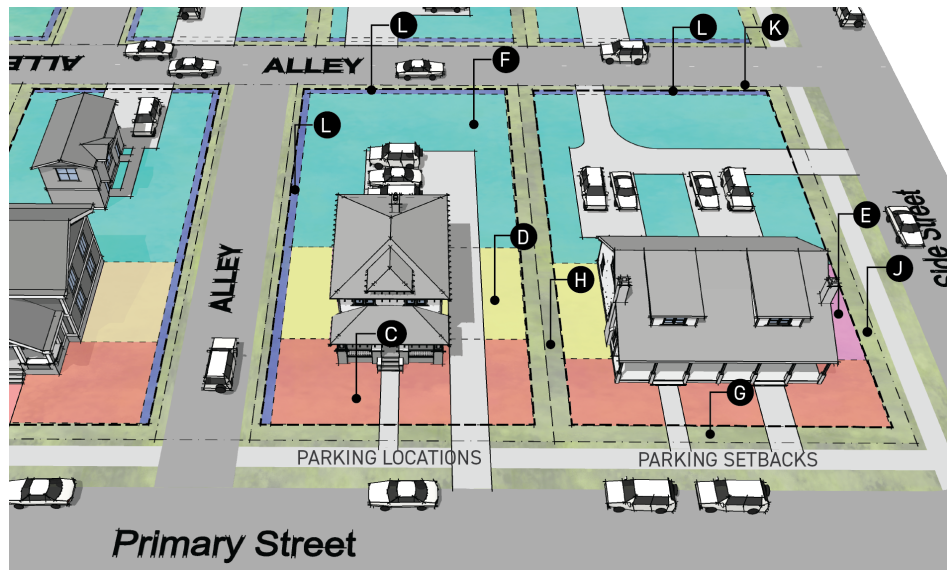 L
L
K
ALLEY
ALLEY
F
L
D
E
ALLEY
H
J
Side Street
C
G
PARKING LOCATIONS
PARKING SETBACKS
Primary Street